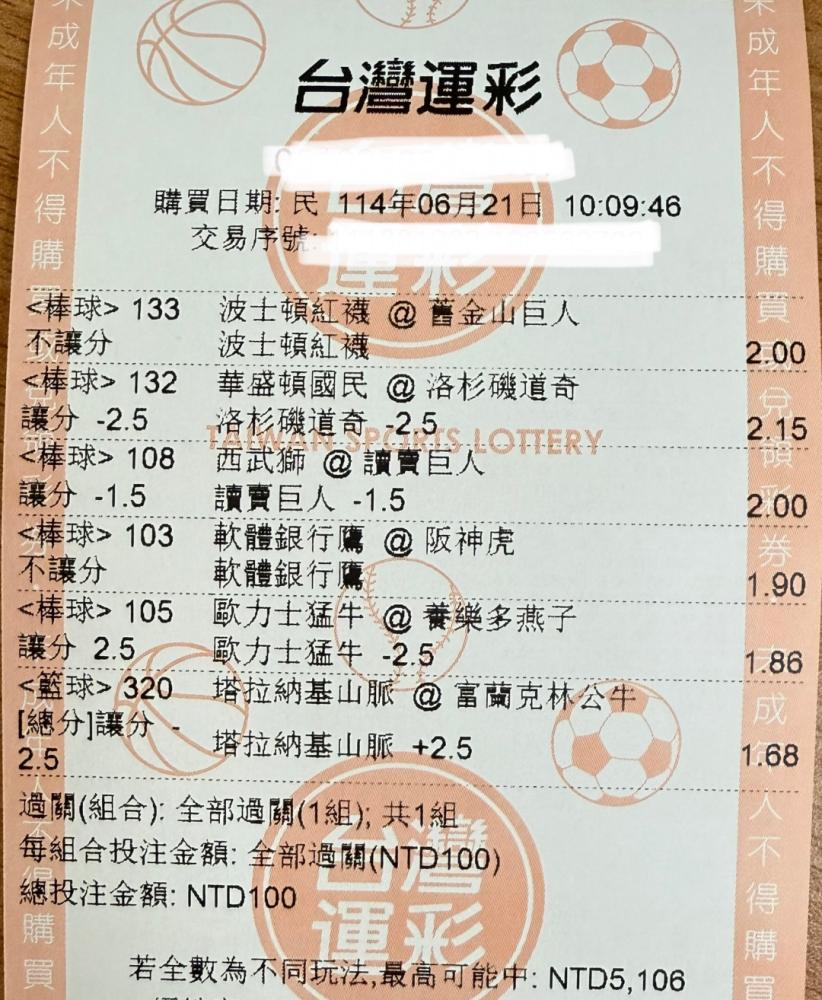 台灣運彩
購買日期: 民 114年06月21日 10:09:46
交易序號:
<棒球> 133 波士頓紅襪 @ 舊金山巨人
不讓分 波士頓紅襪 2.00
<棒球> 132 華盛頓國民 @ 洛杉磯道奇
讓分 -2.5 洛杉磯道奇 -2.5 2.15
TAIWAN SPORTS LOTTERY
<棒球> 108 西武獅 @ 讀賣巨人
讓分 -1.5 讀賣巨人 -1.5 2.00
<棒球> 103 軟體銀行鷹 @ 阪神虎
不讓分 軟體銀行鷹 1.90
<棒球> 105 歐力士猛牛 @ 養樂多燕子
讓分 2.5 歐力士猛牛 -2.5 1.86
<籃球> 320 塔拉納基山脈 @ 富蘭克林公牛
[總分]讓分 -
2.5 塔拉納基山脈 +2.5 1.68
過關(組合): 全部過關(1組); 共1組
每組合投注金額: 全部過關(NTD100)
總投注金額: NTD100
台灣運彩
若全數為不同玩法,最高可能中: NTD5,106
未成年人不得購買或兌領彩券